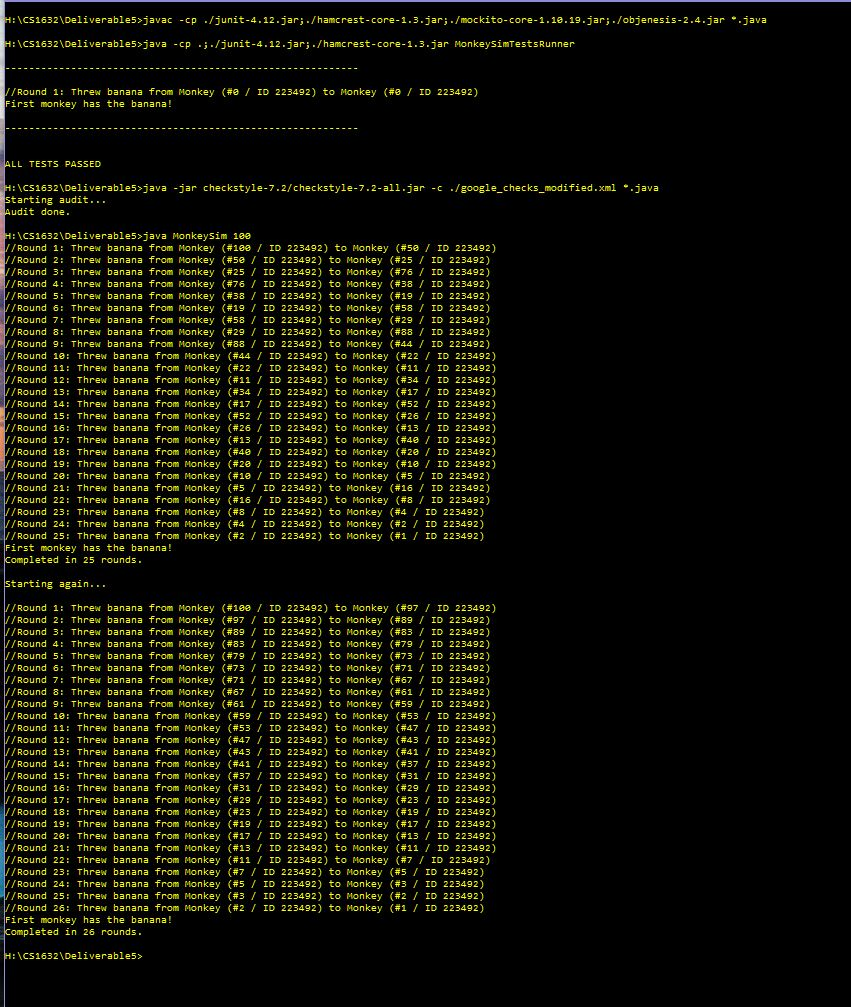 H:\CS1632\Deliverable5>javac -cp ./junit-4.12.jar;./hamcrest-core-1.3.jar;./mockito-core-1.10.19.jar;./objenesis-2.4.jar *.java
H:\CS1632\Deliverable5>java -cp .;./junit-4.12.jar;./hamcrest-core-1.3.jar MonkeySimTestsRunner
-----------------------------------------------------------
//Round 1: Threw banana from Monkey (#0 / ID 223492) to Monkey (#0 / ID 223492)
First monkey has the banana!
-----------------------------------------------------------
ALL TESTS PASSED
H:\CS1632\Deliverable5>java -jar checkstyle-7.2/checkstyle-7.2-all.jar -c ./google_checks_modified.xml *.java
Starting audit...
Audit done.
H:\CS1632\Deliverable5>java MonkeySim 100
//Round 1: Threw banana from Monkey (#100 / ID 223492) to Monkey (#50 / ID 223492)
//Round 2: Threw banana from Monkey (#50 / ID 223492) to Monkey (#25 / ID 223492)
//Round 3: Threw banana from Monkey (#25 / ID 223492) to Monkey (#76 / ID 223492)
//Round 4: Threw banana from Monkey (#76 / ID 223492) to Monkey (#38 / ID 223492)
//Round 5: Threw banana from Monkey (#38 / ID 223492) to Monkey (#19 / ID 223492)
//Round 6: Threw banana from Monkey (#19 / ID 223492) to Monkey (#58 / ID 223492)
//Round 7: Threw banana from Monkey (#58 / ID 223492) to Monkey (#29 / ID 223492)
//Round 8: Threw banana from Monkey (#29 / ID 223492) to Monkey (#88 / ID 223492)
//Round 9: Threw banana from Monkey (#88 / ID 223492) to Monkey (#44 / ID 223492)
//Round 10: Threw banana from Monkey (#44 / ID 223492) to Monkey (#22 / ID 223492)
//Round 11: Threw banana from Monkey (#22 / ID 223492) to Monkey (#11 / ID 223492)
//Round 12: Threw banana from Monkey (#11 / ID 223492) to Monkey (#34 / ID 223492)
//Round 13: Threw banana from Monkey (#34 / ID 223492) to Monkey (#17 / ID 223492)
//Round 14: Threw banana from Monkey (#17 / ID 223492) to Monkey (#52 / ID 223492)
//Round 15: Threw banana from Monkey (#52 / ID 223492) to Monkey (#26 / ID 223492)
//Round 16: Threw banana from Monkey (#26 / ID 223492) to Monkey (#13 / ID 223492)
//Round 17: Threw banana from Monkey (#13 / ID 223492) to Monkey (#40 / ID 223492)
//Round 18: Threw banana from Monkey (#40 / ID 223492) to Monkey (#20 / ID 223492)
//Round 19: Threw banana from Monkey (#20 / ID 223492) to Monkey (#10 / ID 223492)
//Round 20: Threw banana from Monkey (#10 / ID 223492) to Monkey (#5 / ID 223492)
//Round 21: Threw banana from Monkey (#5 / ID 223492) to Monkey (#16 / ID 223492)
//Round 22: Threw banana from Monkey (#16 / ID 223492) to Monkey (#8 / ID 223492)
//Round 23: Threw banana from Monkey (#8 / ID 223492) to Monkey (#4 / ID 223492)
//Round 24: Threw banana from Monkey (#4 / ID 223492) to Monkey (#2 / ID 223492)
//Round 25: Threw banana from Monkey (#2 / ID 223492) to Monkey (#1 / ID 223492)
First monkey has the banana!
Completed in 25 rounds.
Starting again...
//Round 1: Threw banana from Monkey (#100 / ID 223492) to Monkey (#97 / ID 223492)
//Round 2: Threw banana from Monkey (#97 / ID 223492) to Monkey (#89 / ID 223492)
//Round 3: Threw banana from Monkey (#89 / ID 223492) to Monkey (#83 / ID 223492)
//Round 4: Threw banana from Monkey (#83 / ID 223492) to Monkey (#79 / ID 223492)
//Round 5: Threw banana from Monkey (#79 / ID 223492) to Monkey (#73 / ID 223492)
//Round 6: Threw banana from Monkey (#73 / ID 223492) to Monkey (#71 / ID 223492)
//Round 7: Threw banana from Monkey (#71 / ID 223492) to Monkey (#67 / ID 223492)
//Round 8: Threw banana from Monkey (#67 / ID 223492) to Monkey (#61 / ID 223492)
//Round 9: Threw banana from Monkey (#61 / ID 223492) to Monkey (#59 / ID 223492)
//Round 10: Threw banana from Monkey (#59 / ID 223492) to Monkey (#53 / ID 223492)
//Round 11: Threw banana from Monkey (#53 / ID 223492) to Monkey (#47 / ID 223492)
//Round 12: Threw banana from Monkey (#47 / ID 223492) to Monkey (#43 / ID 223492)
//Round 13: Threw banana from Monkey (#43 / ID 223492) to Monkey (#41 / ID 223492)
//Round 14: Threw banana from Monkey (#41 / ID 223492) to Monkey (#37 / ID 223492)
//Round 15: Threw banana from Monkey (#37 / ID 223492) to Monkey (#31 / ID 223492)
//Round 16: Threw banana from Monkey (#31 / ID 223492) to Monkey (#29 / ID 223492)
//Round 17: Threw banana from Monkey (#29 / ID 223492) to Monkey (#23 / ID 223492)
//Round 18: Threw banana from Monkey (#23 / ID 223492) to Monkey (#19 / ID 223492)
//Round 19: Threw banana from Monkey (#19 / ID 223492) to Monkey (#17 / ID 223492)
//Round 20: Threw banana from Monkey (#17 / ID 223492) to Monkey (#13 / ID 223492)
//Round 21: Threw banana from Monkey (#13 / ID 223492) to Monkey (#11 / ID 223492)
//Round 22: Threw banana from Monkey (#11 / ID 223492) to Monkey (#7 / ID 223492)
//Round 23: Threw banana from Monkey (#7 / ID 223492) to Monkey (#5 / ID 223492)
//Round 24: Threw banana from Monkey (#5 / ID 223492) to Monkey (#3 / ID 223492)
//Round 25: Threw banana from Monkey (#3 / ID 223492) to Monkey (#2 / ID 223492)
//Round 26: Threw banana from Monkey (#2 / ID 223492) to Monkey (#1 / ID 223492)
First monkey has the banana!
Completed in 26 rounds.
H:\CS1632\Deliverable5>